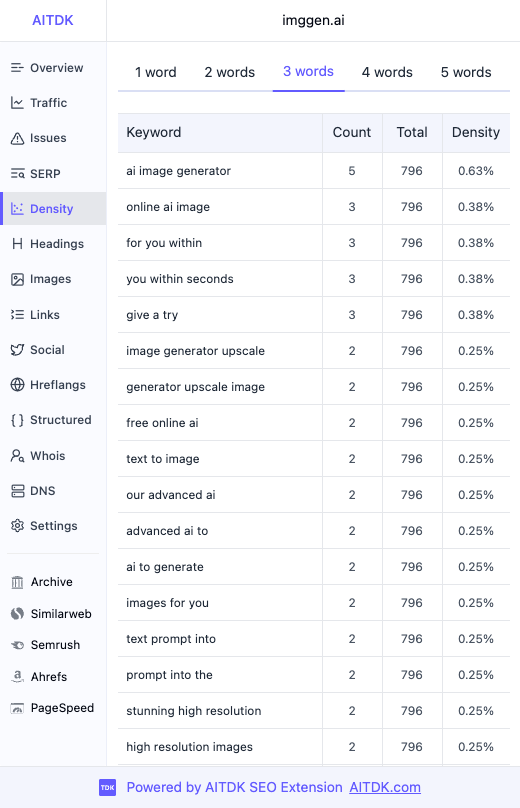 AITDK
imggen.ai
Overview
Traffic
Issues
SERP
Density
Headings
Images
Links
Social
Hreflangs
Structured
Whois
DNS
Settings
Archive
Similarweb
Semrush
Ahrefs
PageSpeed
1 word 2 words 3 words 4 words 5 words
Keyword Count Total Density
ai image generator 5 796 0.63%
online ai image 3 796 0.38%
for you within 3 796 0.38%
you within seconds 3 796 0.38%
give a try 3 796 0.38%
image generator upscale 2 796 0.25%
generator upscale image 2 796 0.25%
free online ai 2 796 0.25%
text to image 2 796 0.25%
our advanced ai 2 796 0.25%
advanced ai to 2 796 0.25%
ai to generate 2 796 0.25%
images for you 2 796 0.25%
text prompt into 2 796 0.25%
prompt into the 2 796 0.25%
stunning high resolution 2 796 0.25%
high resolution images 2 796 0.25%
TDK Powered by AITDK SEO Extension AITDK.com